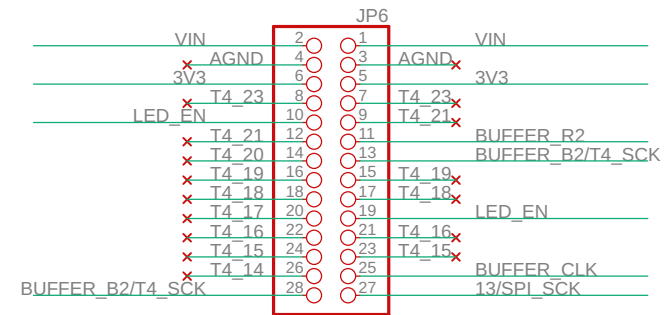 JP6
VIN 2 1 VIN
AGND 4 3 AGND
3V3 6 5 3V3
T4_23 8 7 T4_23
LED_EN 10 9 T4_21
T4_21 12 11 BUFFER_R2
T4_20 14 13 BUFFER_B2/T4_SCK
T4_19 16 15 T4_19
T4_18 18 17 T4_18
T4_17 20 19 LED_EN
T4_16 22 21 T4_16
T4_15 24 23 T4_15
T4_14 26 25 BUFFER_CLK
BUFFER_B2/T4_SCK 28 27 13/SPI_SCK